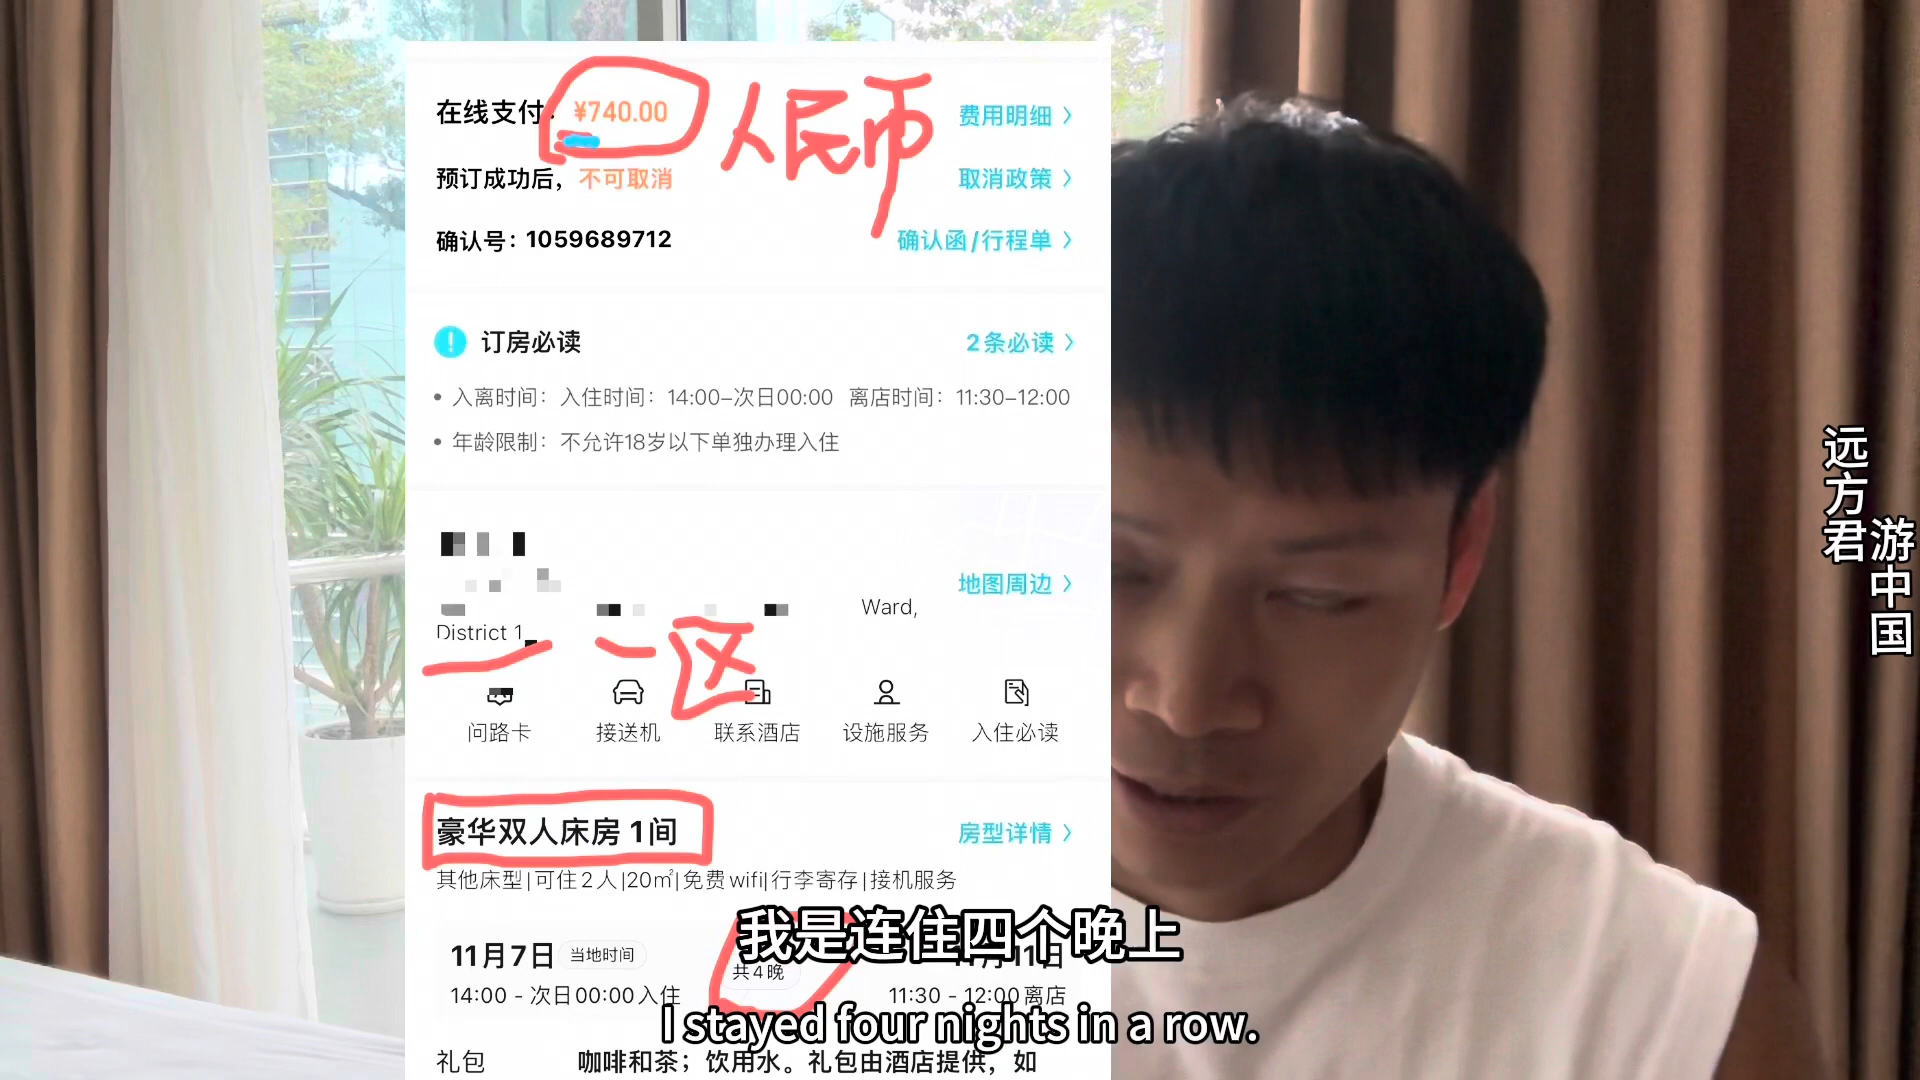 在线支付: ¥740.00
人民币
费用明细
预订成功后，不可取消
取消政策
确认号：1059689712
确认函/行程单
订房必读
2条必读
入离时间：入住时间：14:00-次日00:00 离店时间：11:30-12:00
年龄限制：不允许18岁以下单独办理入住
地图周边
Ward,
District 1
一区
问路卡
接送机
联系酒店
设施服务
入住必读
豪华双人床房 1间
房型详情
其他床型|可住2人|20㎡|免费wifi|行李寄存|接机服务
11月7日 当地时间
共4晚
14:00 - 次日00:00入住
11:30 - 12:00离店
礼包
咖啡和茶；饮用水。礼包由酒店提供，如
我是连住四个晚上
I stayed four nights in a row.
远方君
游中国